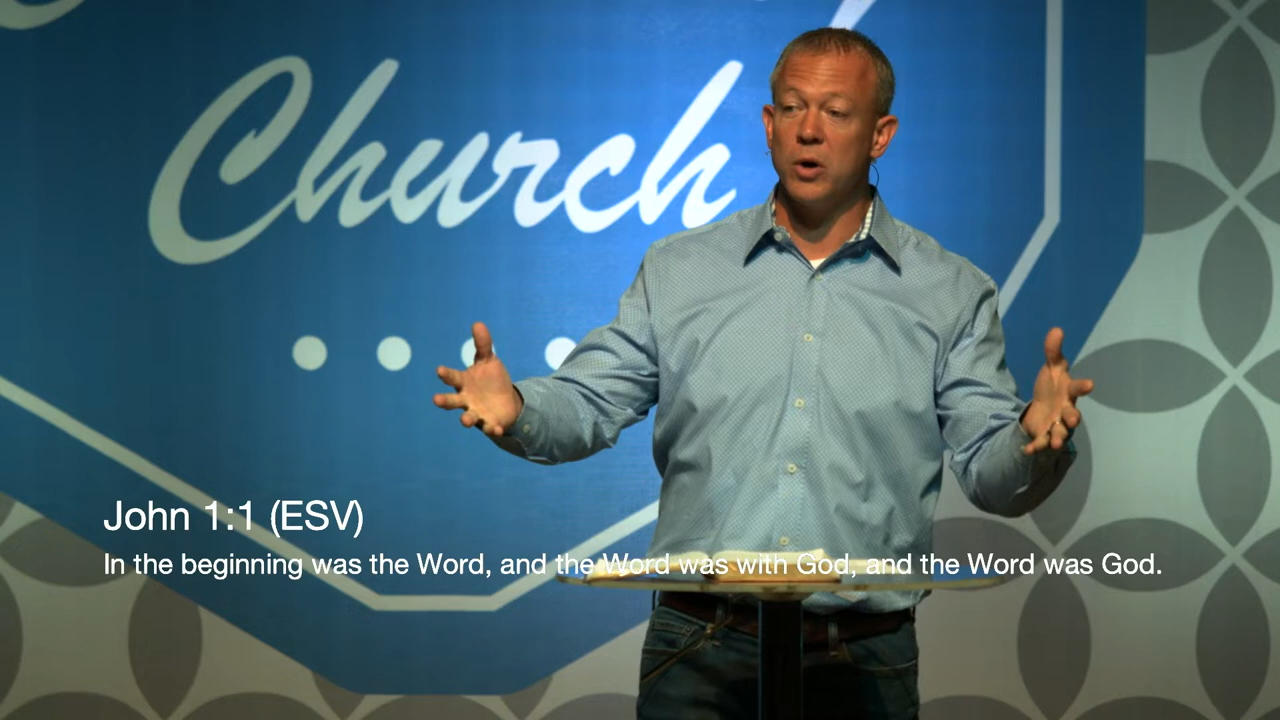 Church
John 1:1 (ESV)
In the beginning was the Word, and the Word was with God, and the Word was God.